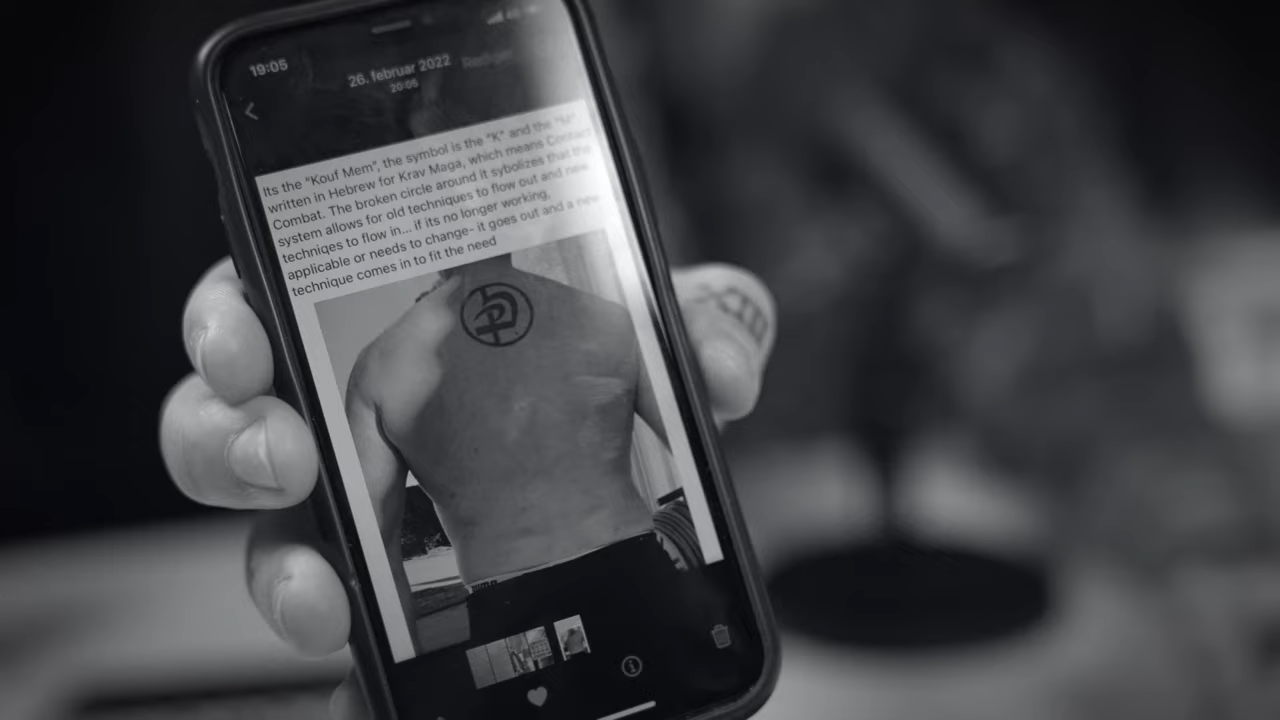 19:05
26. februar 2022
Rediger
20:05
Its the "Kouf Mem", the symbol is the "K" and the "M"
written in Hebrew for Krav Maga, which means Contact
Combat. The broken circle around it sybolizes that the
system allows for old techniques to flow out and new
techniqes to flow in... if its no longer working,
applicable or needs to change- it goes out and a new
technique comes in to fit the need